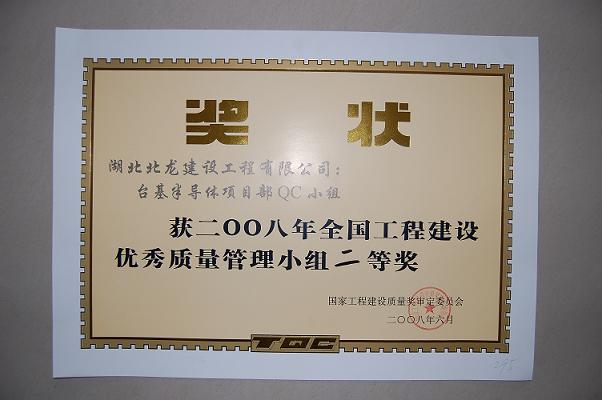 奖 状
湖北北龙建设工程有限公司：
台基半导体项目部QC小组
获二OO八年全国工程建设
优秀质量管理小组二等奖
国家工程建设质量奖审定委员会
二OO八年六月
TQC
295